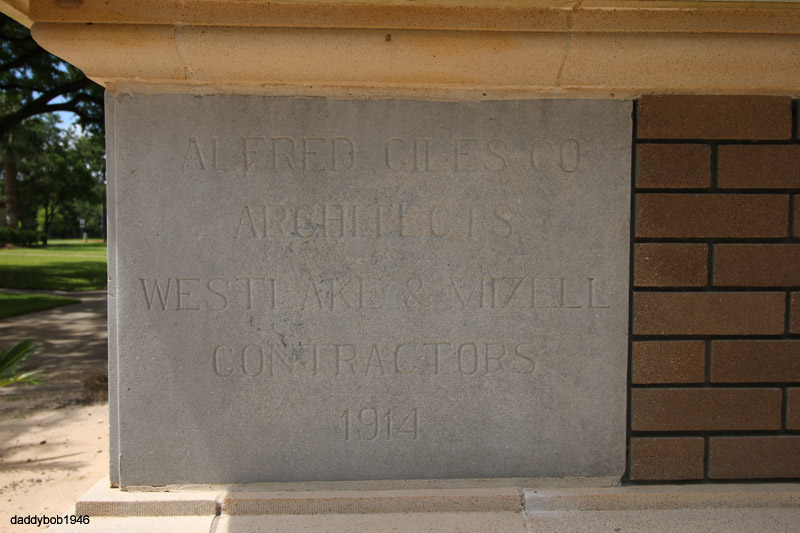 ALFRED GILES CO
ARCHITECTS
WESTLAKE & MIZELL
CONTRACTORS
1914
daddybob1946